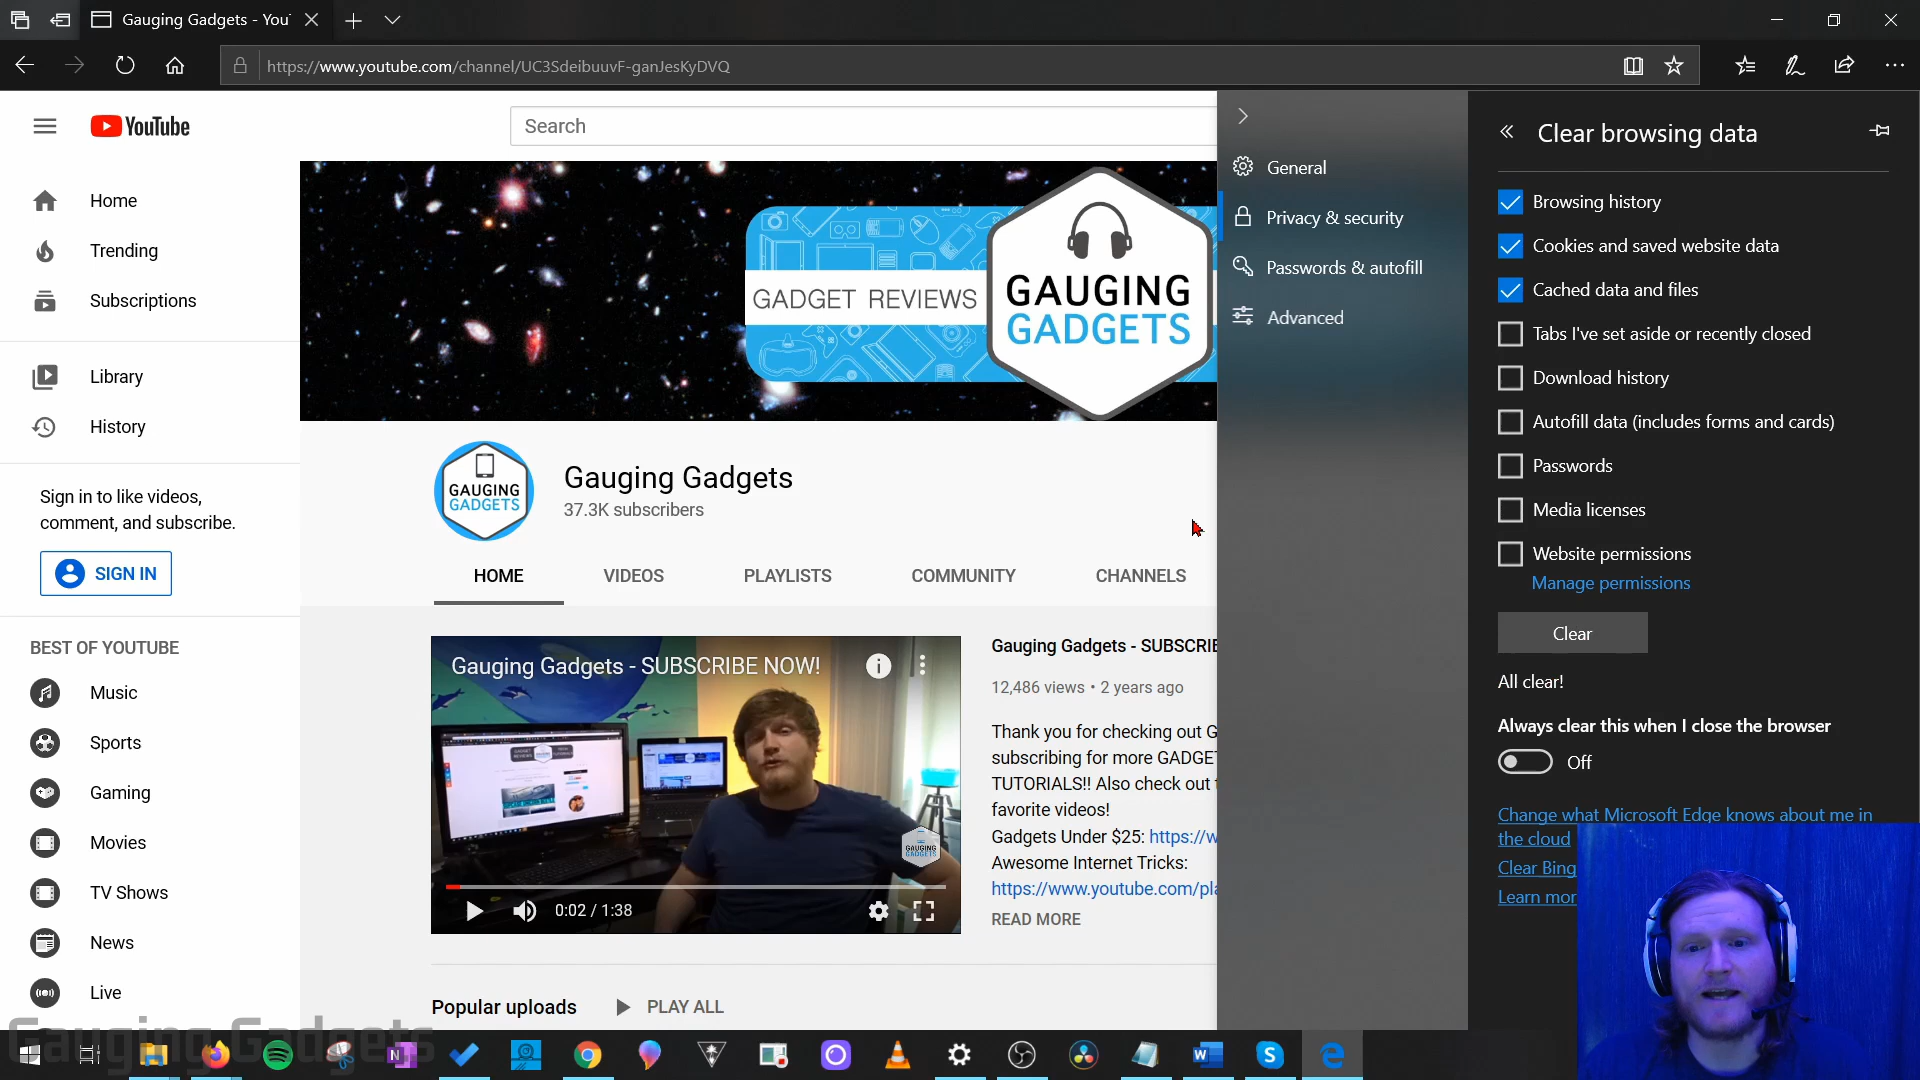 Gauging Gadgets - You
https://www.youtube.com/channel/UC3SdeibuuvF-ganJesKyDVQ
YouTube
Search
Home
Trending
Subscriptions
Library
History
Sign in to like videos,
comment, and subscribe.
SIGN IN
BEST OF YOUTUBE
Music
Sports
Gaming
Movies
TV Shows
News
Live
GADGET REVIEWS
GAUGING
GADGETS
GAUGING
GADGETS
Gauging Gadgets
37.3K subscribers
HOME
VIDEOS
PLAYLISTS
COMMUNITY
CHANNELS
Gauging Gadgets - SUBSCRIBE NOW!
GAUGING
GADGETS
0:02 / 1:38
Gauging Gadgets - SUBSCRIBE
12,486 views • 2 years ago
Thank you for checking out G
subscribing for more GADGET
TUTORIALS!! Also check out
favorite videos!
Gadgets Under $25: https://w
Awesome Internet Tricks:
https://www.youtube.com/pla
READ MORE
Popular uploads
PLAY ALL
General
Privacy & security
Passwords & autofill
Advanced
Clear browsing data
Browsing history
Cookies and saved website data
Cached data and files
Tabs I've set aside or recently closed
Download history
Autofill data (includes forms and cards)
Passwords
Media licenses
Website permissions
Manage permissions
Clear
All clear!
Always clear this when I close the browser
Off
Change what Microsoft Edge knows about me in
the cloud
Clear Bing
Learn mor
Gauging Gadgets